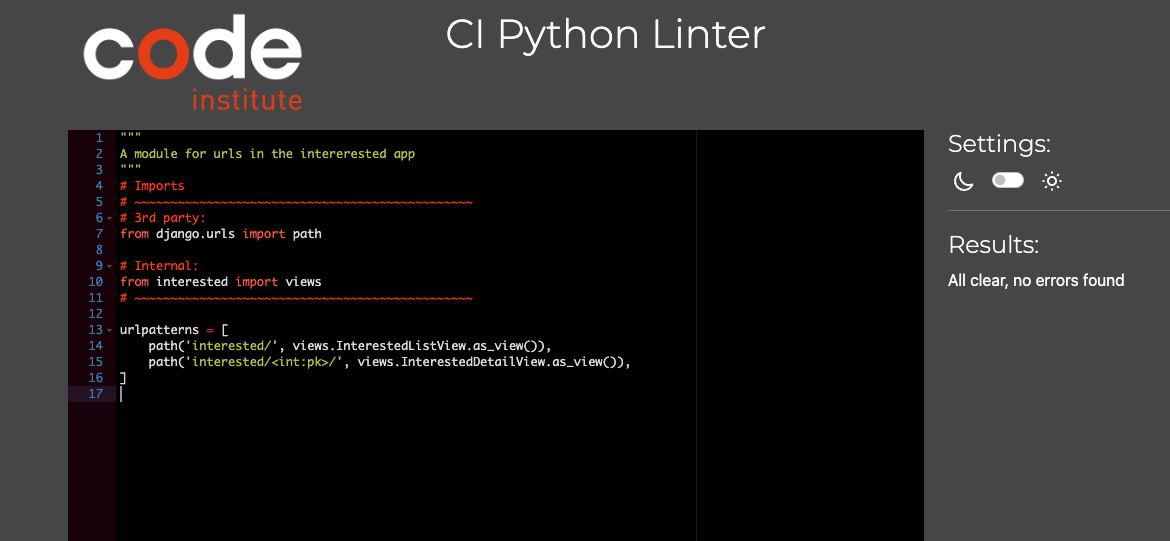 code
institute
CI Python Linter
1 """
2 A module for urls in the intererested app
3 """
4 # Imports
5 # ~~~~~~~~~~~~~~~~~~~~~~~~~~~~~~~~~~~~~~~~~~~~~~~
6 # 3rd party:
7 from django.urls import path
8
9 # Internal:
10 from interested import views
11 # ~~~~~~~~~~~~~~~~~~~~~~~~~~~~~~~~~~~~~~~~~~~~~~~
12
13 urlpatterns = [
14     path('interested/', views.InterestedListView.as_view()),
15     path('interested/<int:pk>/', views.InterestedDetailView.as_view()),
16 ]
17
Settings:
Results:
All clear, no errors found